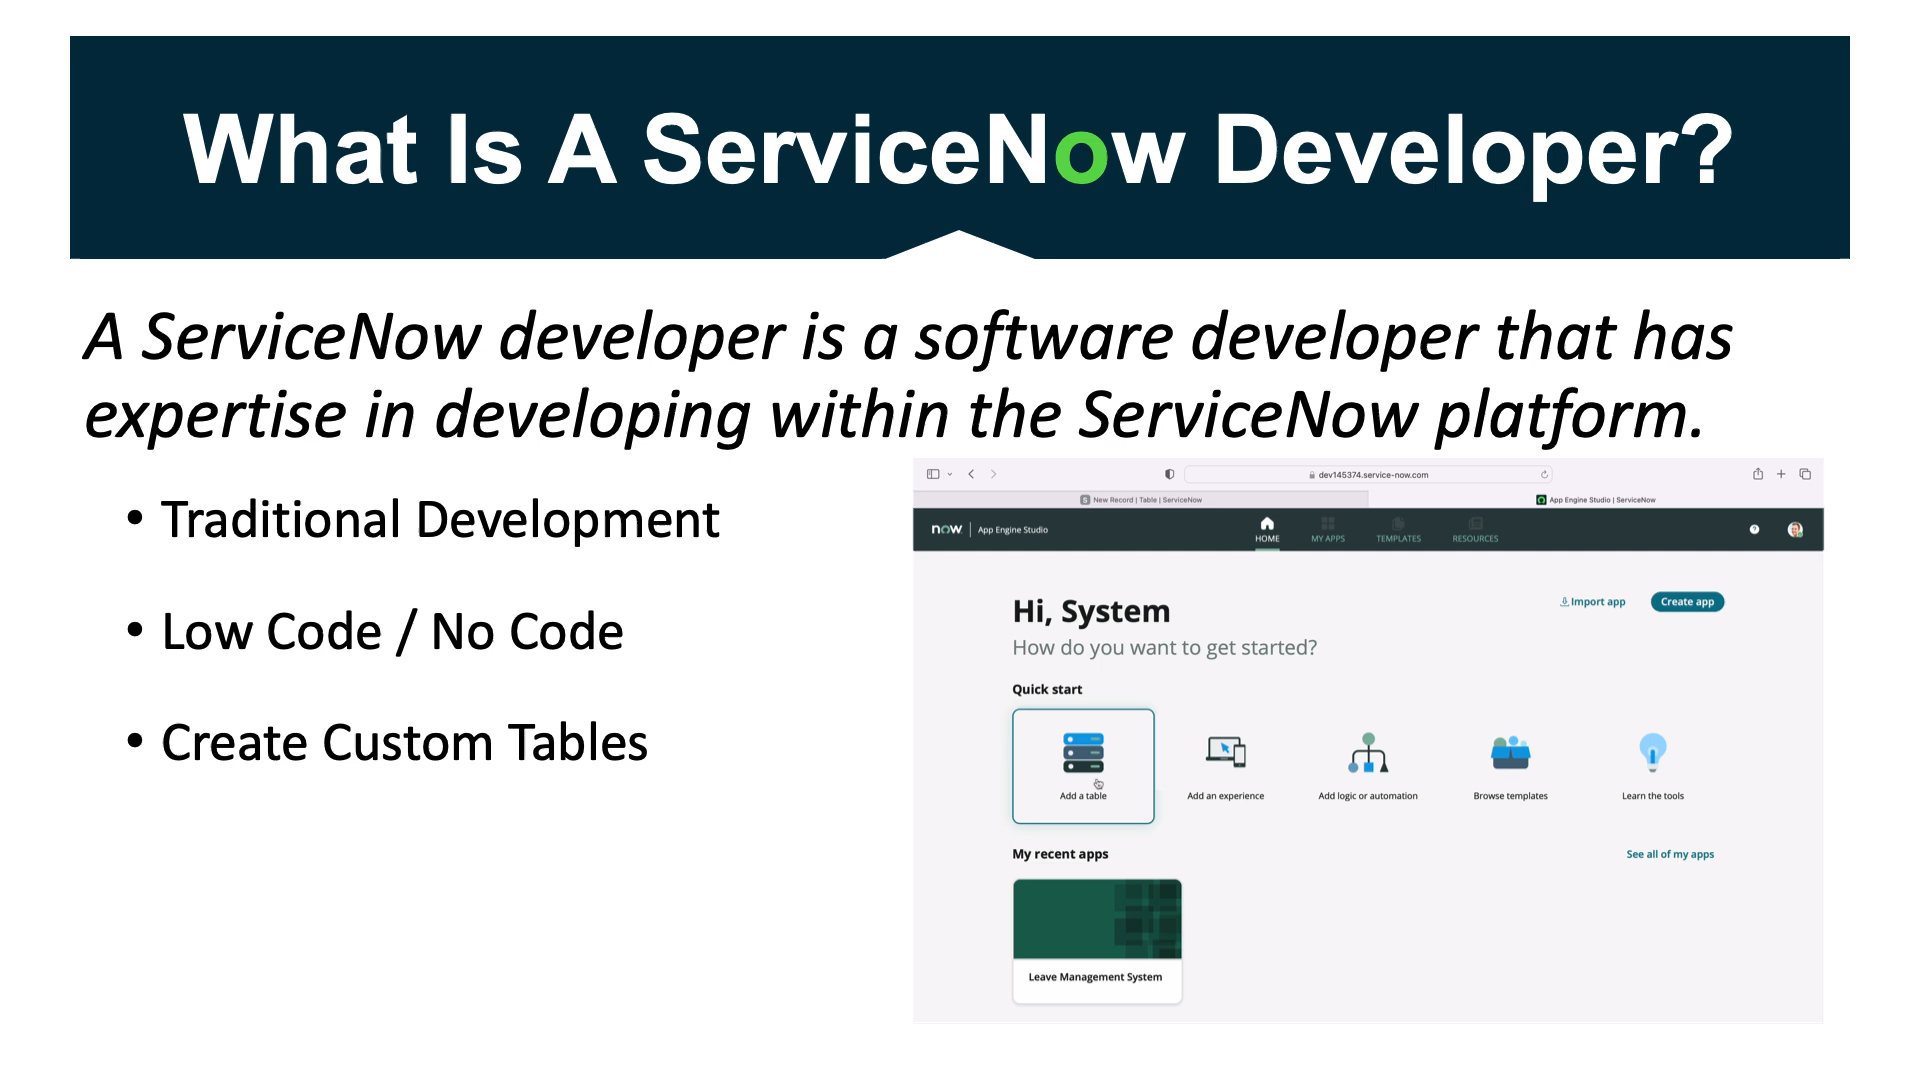 What Is A ServiceNow Developer?
A ServiceNow developer is a software developer that has
expertise in developing within the ServiceNow platform.
• Traditional Development
• Low Code / No Code
• Create Custom Tables
dev145374.service-now.com
S New Record | Table | ServiceNow
App Engine Studio | ServiceNow
now. | App Engine Studio
HOME
MY APPS
TEMPLATES
RESOURCES
?
Hi, System
Import app
Create app
How do you want to get started?
Quick start
Add a table
Add an experience
Add logic or automation
Browse templates
Learn the tools
My recent apps
See all of my apps
Leave Management System